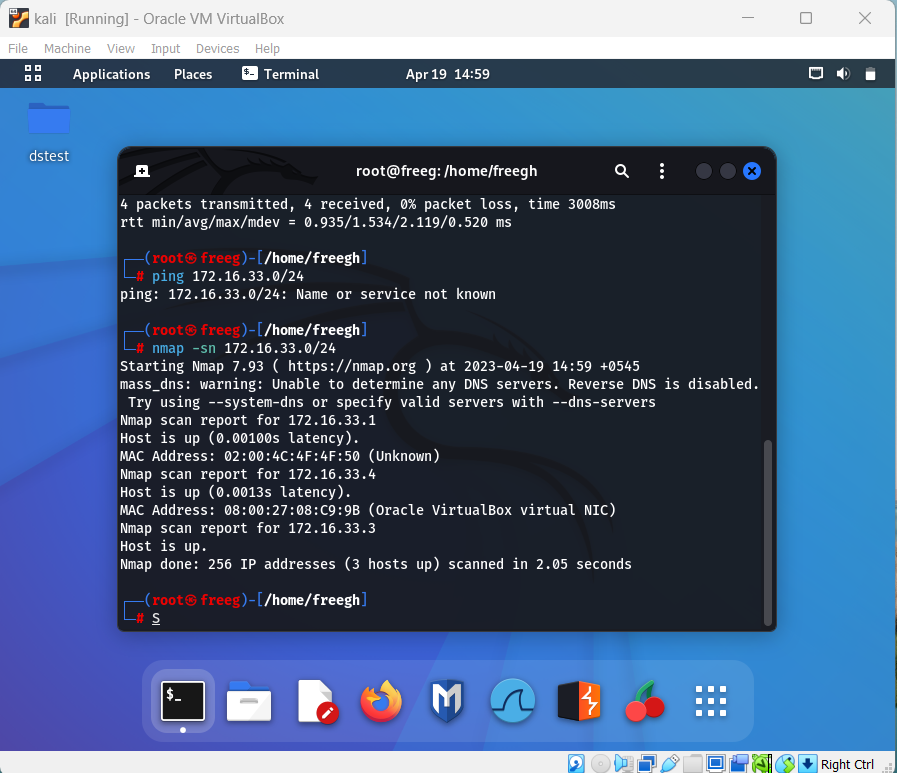 kali [Running] - Oracle VM VirtualBox
File Machine View Input Devices Help
Applications Places Terminal Apr 19 14:59
dstest
root@freeg: /home/freegh
4 packets transmitted, 4 received, 0% packet loss, time 3008ms
rtt min/avg/max/mdev = 0.935/1.534/2.119/0.520 ms
┌──(root㉿freeg)-[/home/freegh]
└─# ping 172.16.33.0/24
ping: 172.16.33.0/24: Name or service not known
┌──(root㉿freeg)-[/home/freegh]
└─# nmap -sn 172.16.33.0/24
Starting Nmap 7.93 ( https://nmap.org ) at 2023-04-19 14:59 +0545
mass_dns: warning: Unable to determine any DNS servers. Reverse DNS is disabled.
Try using --system-dns or specify valid servers with --dns-servers
Nmap scan report for 172.16.33.1
Host is up (0.00100s latency).
MAC Address: 02:00:4C:4F:4F:50 (Unknown)
Nmap scan report for 172.16.33.4
Host is up (0.0013s latency).
MAC Address: 08:00:27:08:C9:9B (Oracle VirtualBox virtual NIC)
Nmap scan report for 172.16.33.3
Host is up.
Nmap done: 256 IP addresses (3 hosts up) scanned in 2.05 seconds
┌──(root㉿freeg)-[/home/freegh]
└─# S
$_
M
Right Ctrl